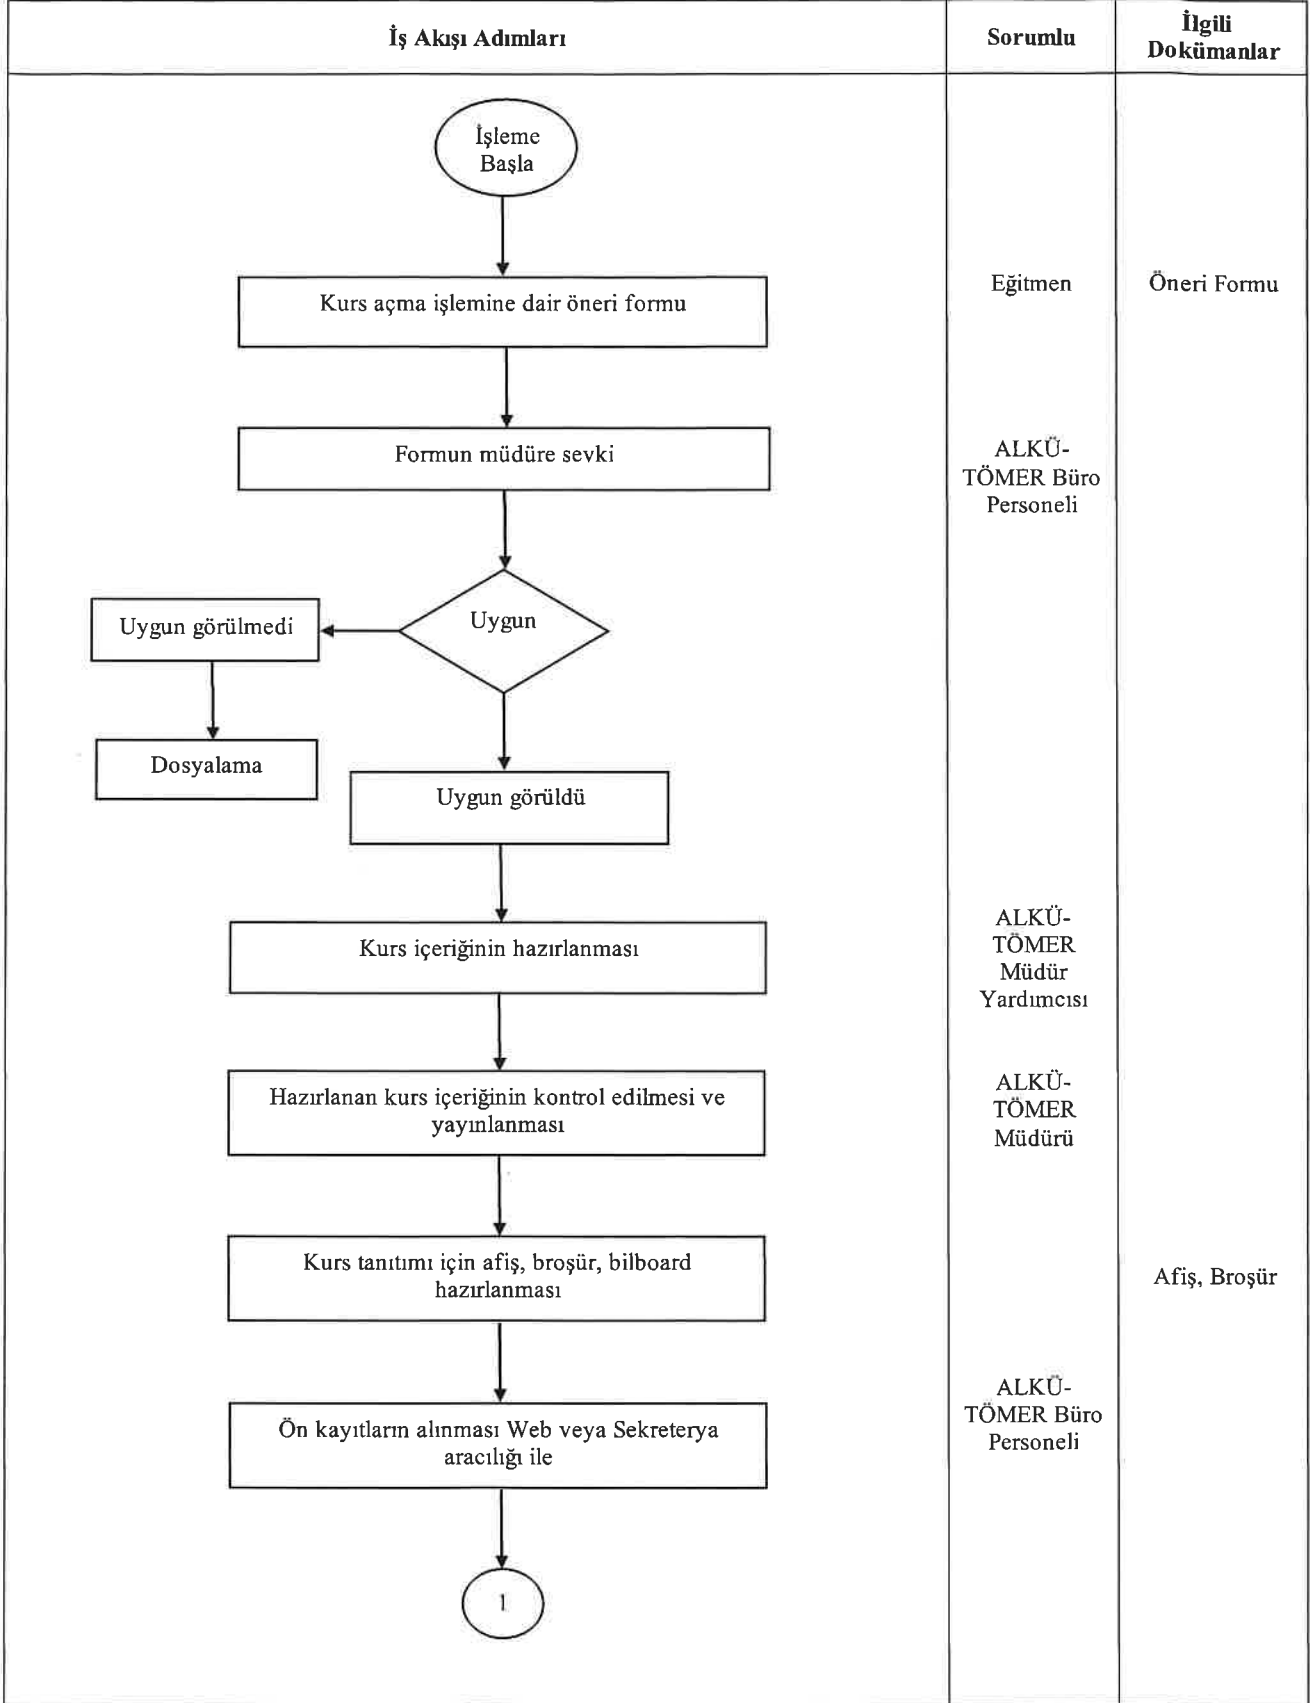 İş Akışı Adımları
Sorumlu
İlgili
Dokümanlar
İşleme
Başla
Kurs açma işlemine dair öneri formu
Eğitmen
Öneri Formu
Formun müdüre sevki
ALKÜ-
TÖMER Büro
Personeli
Uygun
Uygun görülmedi
Dosyalama
Uygun görüldü
Kurs içeriğinin hazırlanması
ALKÜ-
TÖMER
Müdür
Yardımcısı
Hazırlanan kurs içeriğinin kontrol edilmesi ve
yayınlanması
ALKÜ-
TÖMER
Müdürü
Kurs tanıtımı için afiş, broşür, bilboard
hazırlanması
Afiş, Broşür
Ön kayıtların alınması Web veya Sekreterya
aracılığı ile
ALKÜ-
TÖMER Büro
Personeli
1